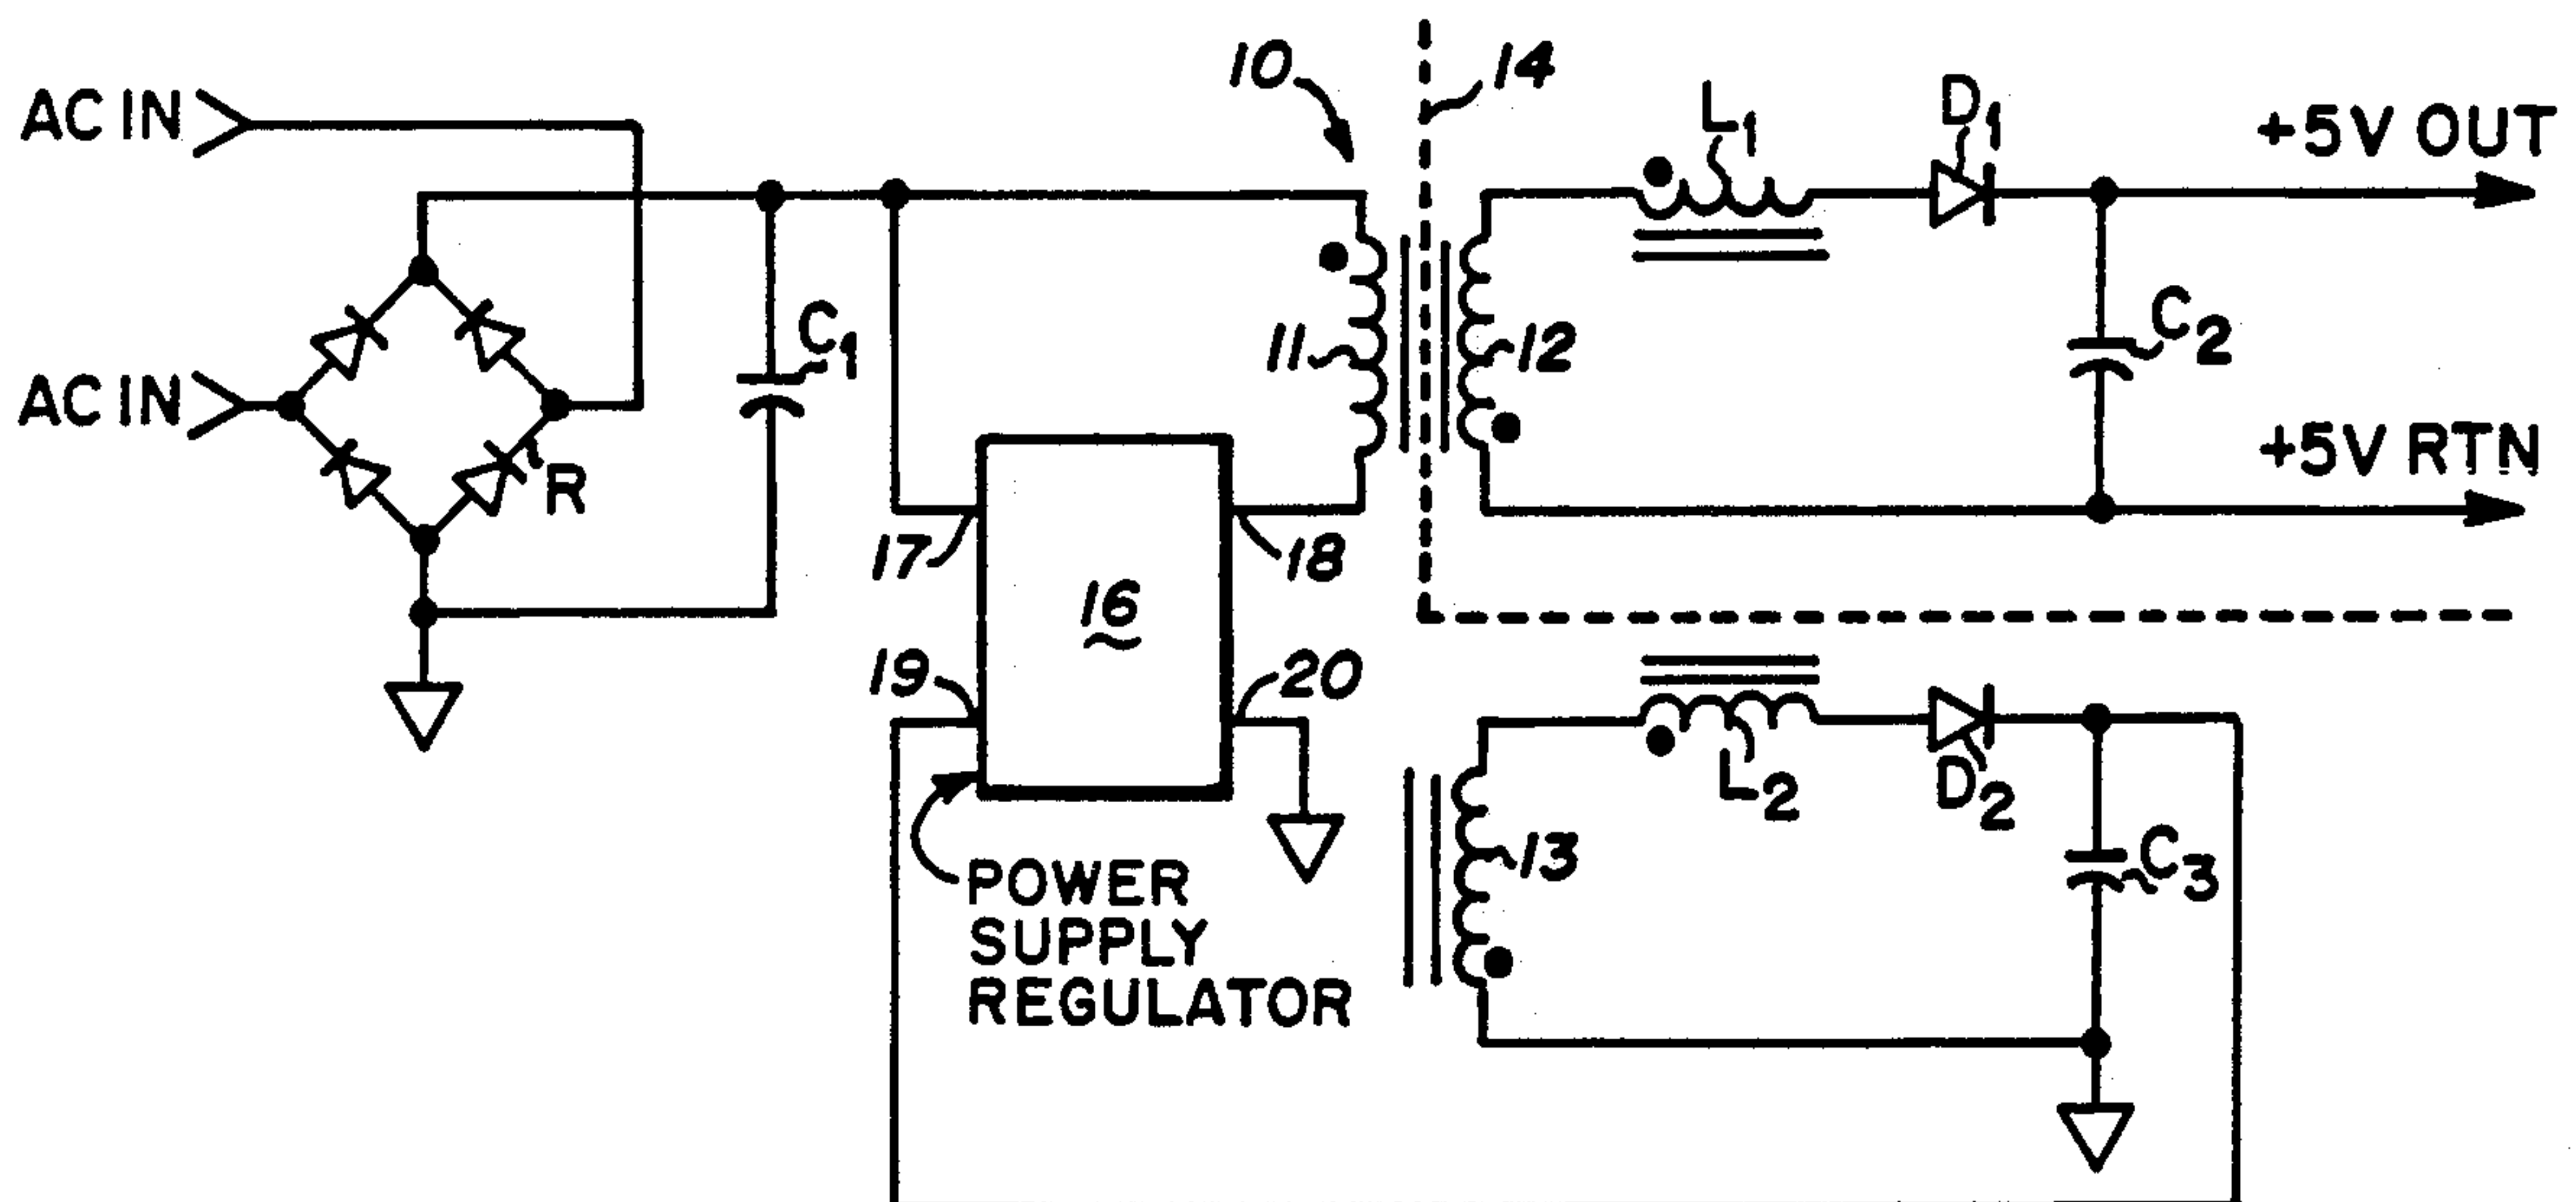 AC IN
AC IN
R
C1
10
14
11
12
L1
D1
C2
+5V OUT
+5V RTN
17
18
16
19
20
POWER
SUPPLY
REGULATOR
13
L2
D2
C3